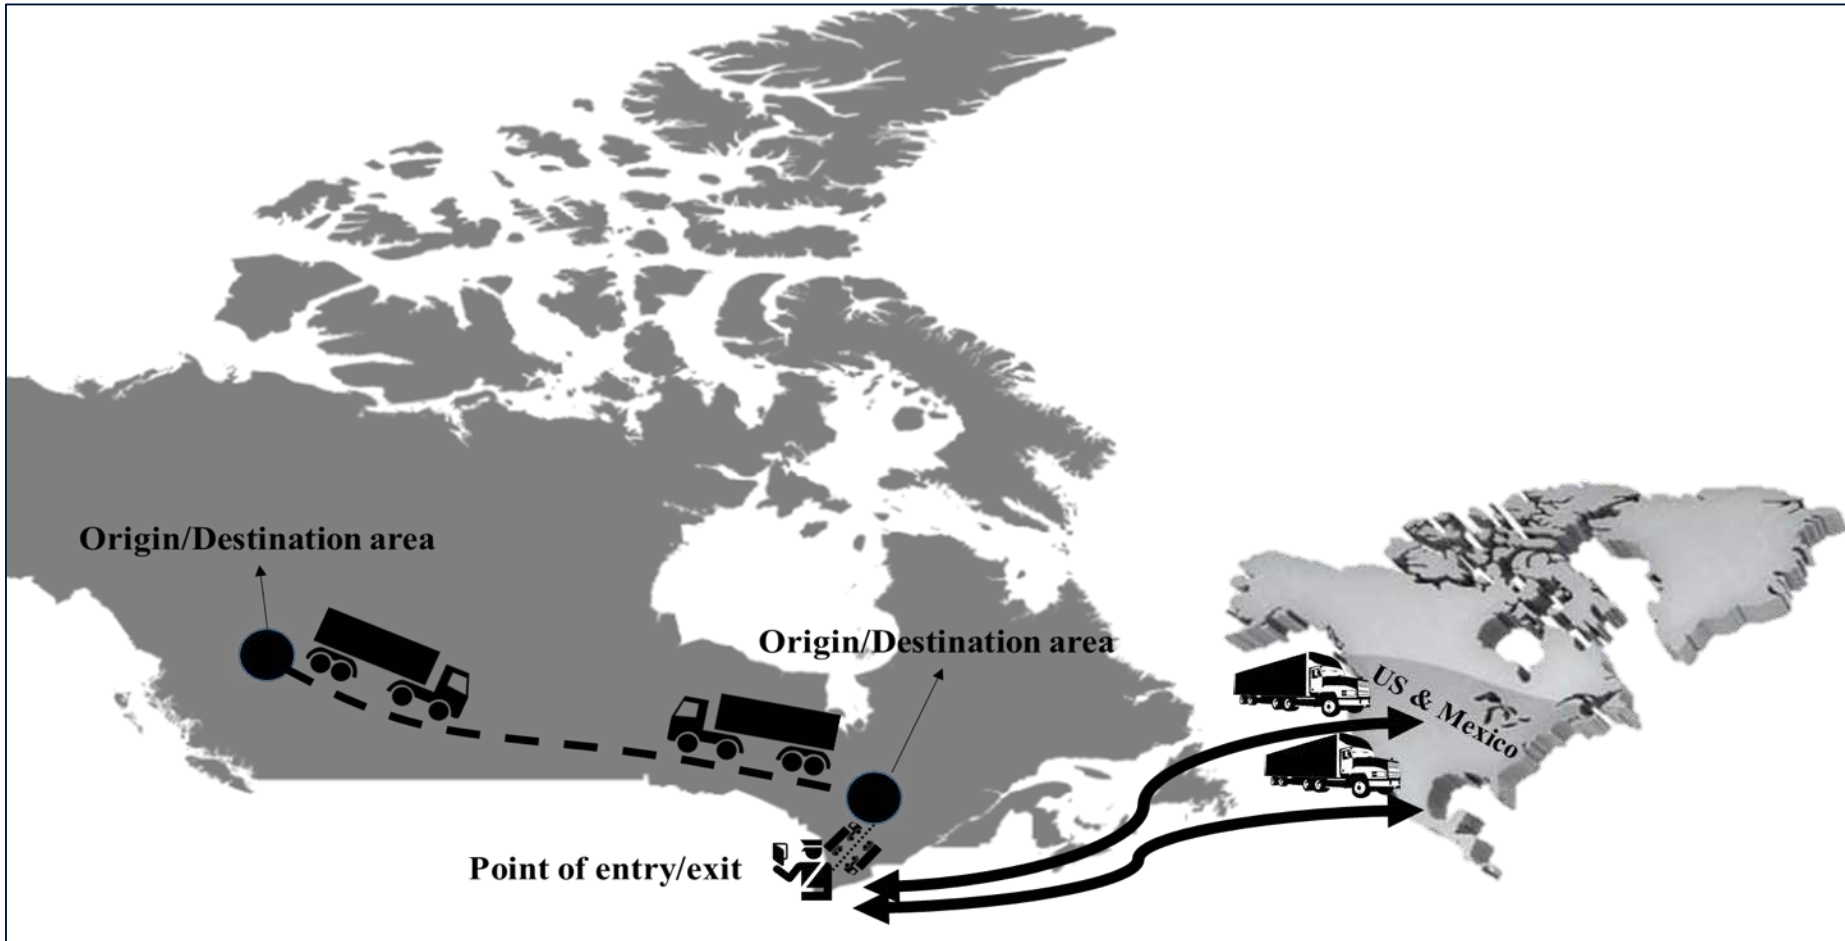 Origin/Destination area
Origin/Destination area
US & Mexico
Point of entry/exit